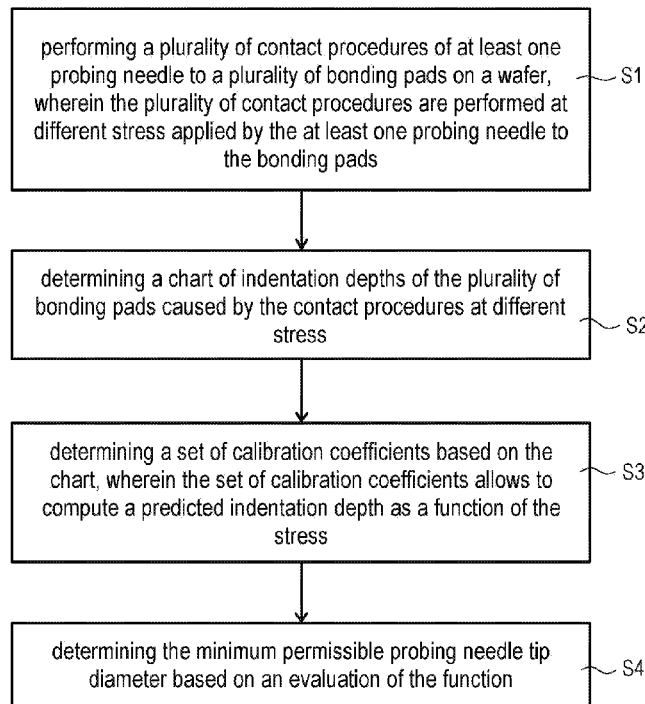 performing a plurality of contact procedures of at least one
probing needle to a plurality of bonding pads on a wafer,
wherein the plurality of contact procedures are performed at
different stress applied by the at least one probing needle to
the bonding pads
S1
determining a chart of indentation depths of the plurality of
bonding pads caused by the contact procedures at different
stress
S2
determining a set of calibration coefficients based on the
chart, wherein the set of calibration coefficients allows to
compute a predicted indentation depth as a function of the
stress
S3
determining the minimum permissible probing needle tip
diameter based on an evaluation of the function
S4